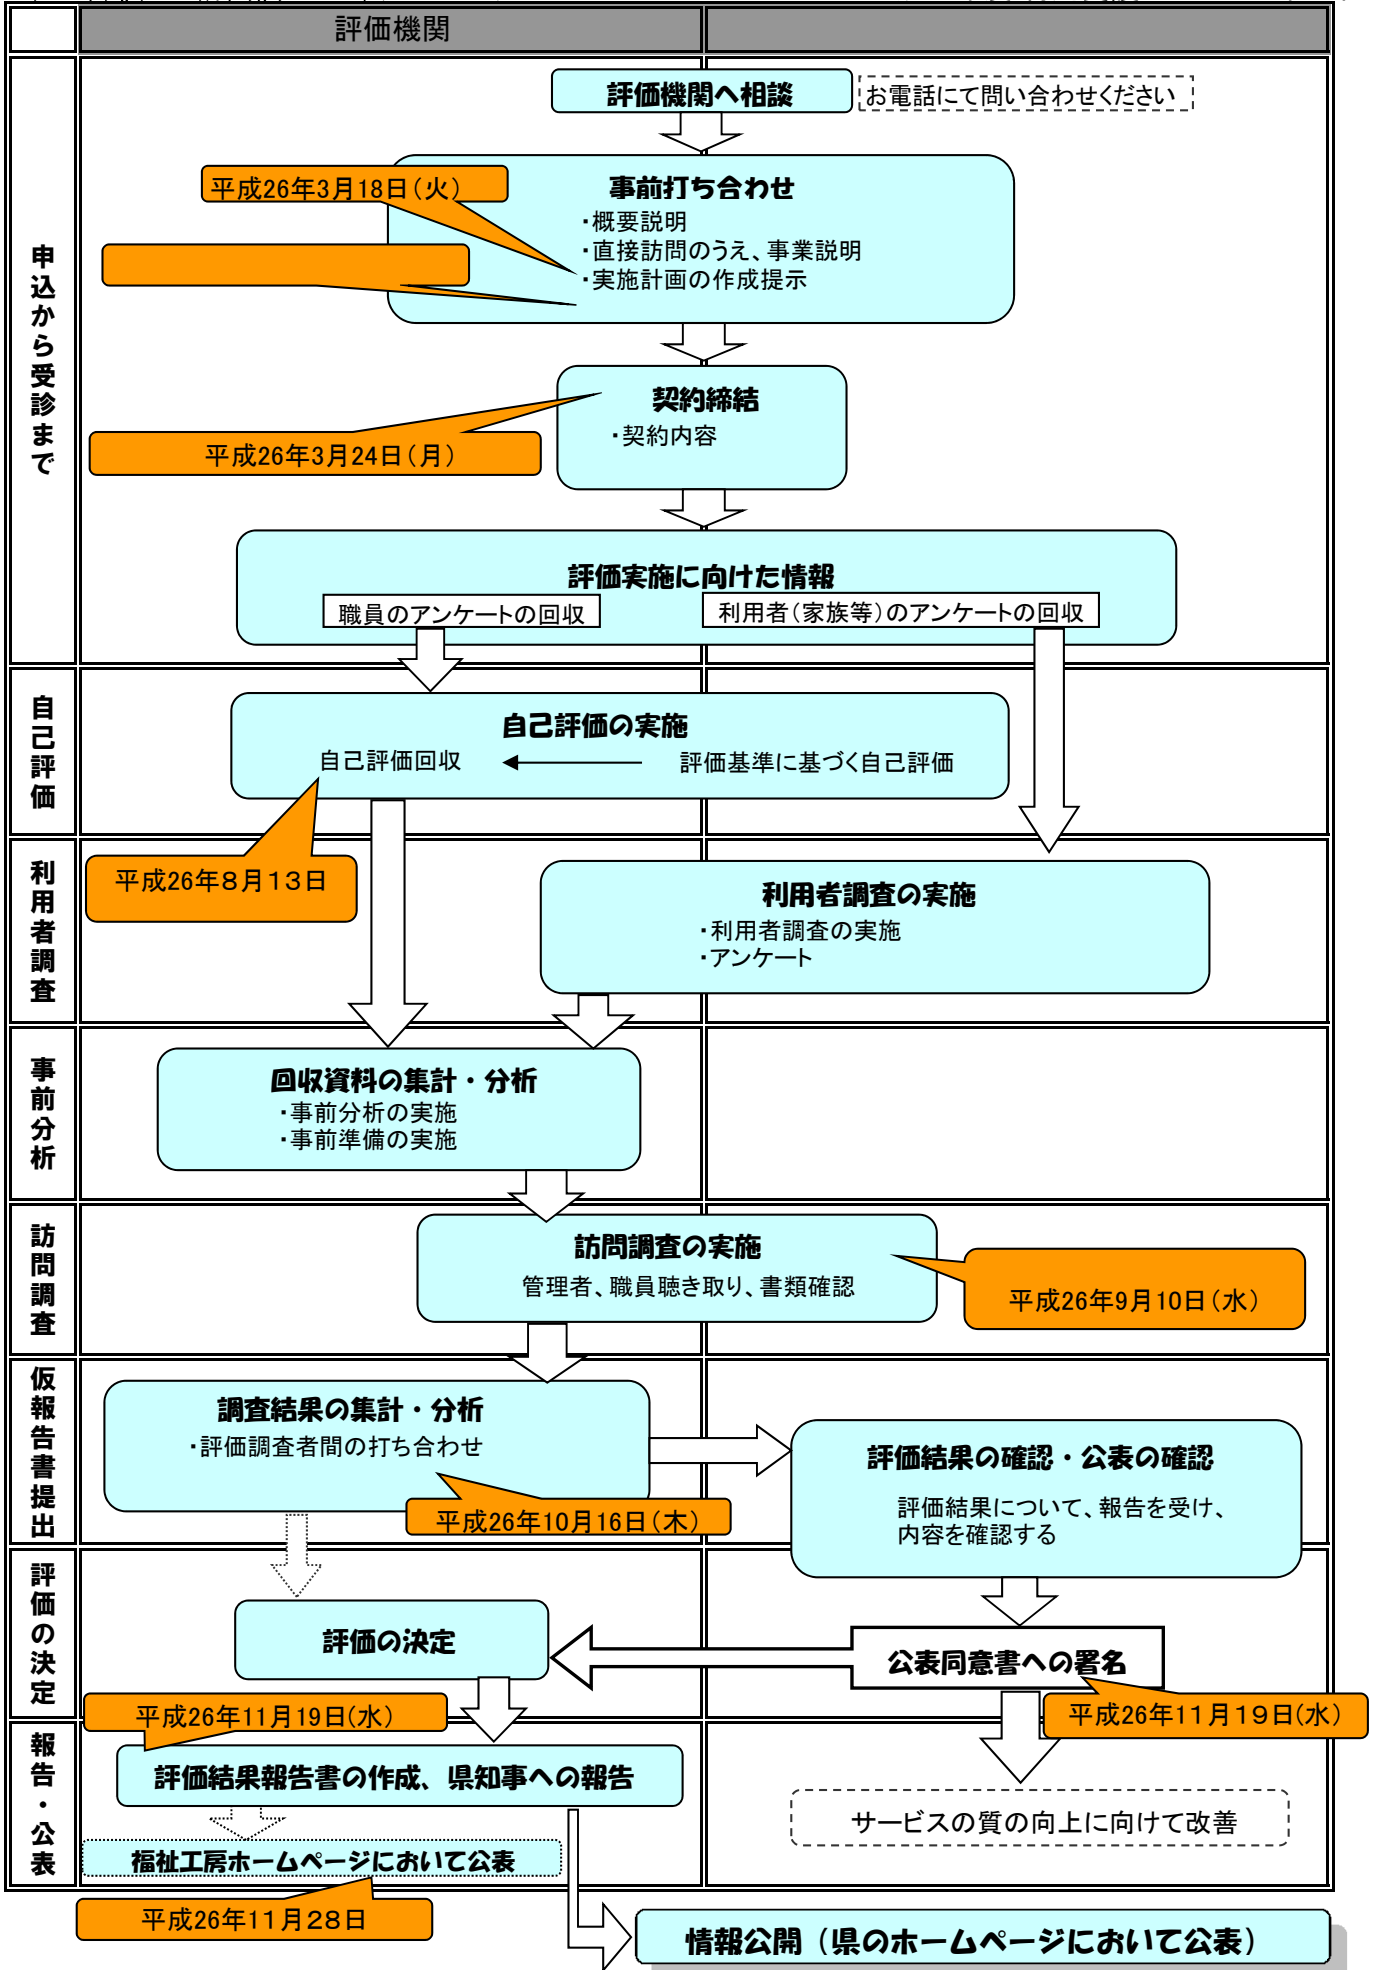 評価機関
申込から受診まで
評価機関へ相談
お電話にて問い合わせください
平成26年3月18日(火)
事前打ち合わせ
・概要説明
・直接訪問のうえ、事業説明
・実施計画の作成提示
契約締結
・契約内容
平成26年3月24日(月)
評価実施に向けた情報
職員のアンケートの回収
利用者(家族等)のアンケートの回収
自己評価
自己評価の実施
自己評価回収
評価基準に基づく自己評価
利用者調査
平成26年8月13日
利用者調査の実施
・利用者調査の実施
・アンケート
事前分析
回収資料の集計・分析
・事前分析の実施
・事前準備の実施
訪問調査
訪問調査の実施
管理者、職員聴き取り、書類確認
平成26年9月10日(水)
仮報告書提出
調査結果の集計・分析
・評価調査者間の打ち合わせ
平成26年10月16日(木)
評価結果の確認・公表の確認
評価結果について、報告を受け、
内容を確認する
評価の決定
評価の決定
公表同意書への署名
平成26年11月19日(水)
平成26年11月19日(水)
報告・公表
評価結果報告書の作成、県知事への報告
サービスの質の向上に向けて改善
福祉工房ホームページにおいて公表
平成26年11月28日
情報公開(県のホームページにおいて公表)